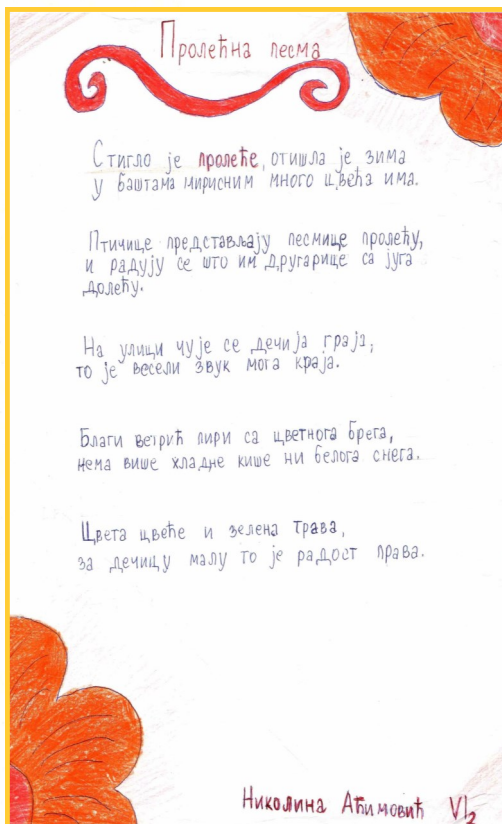 Пролећна песма
Стигло је пролеће, отишла је зима
у баштама мирисним много цвећа има.
Птичице представљају песмице пролећу,
и радују се што им другарице са југа
долећу.
На улици чује се дечија граја,
то је весели звук мога краја.
Благи ветрић пири са цветнога брега,
нема више хладне кише ни белога снега.
Цвета цвеће и зелена трава,
за дечицу малу то је радост права.
Николина Аћимовић VI2